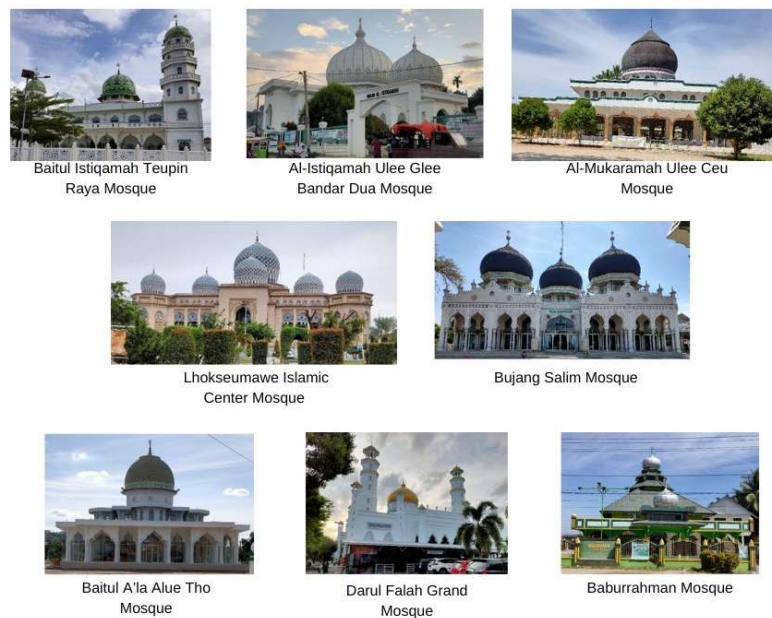 Baitul Istiqamah Teupin
Raya Mosque
Al-Istiqamah Ulee Glee
Bandar Dua Mosque
Al-Mukaramah Ulee Ceu
Mosque
Lhokseumawe Islamic
Center Mosque
Bujang Salim Mosque
Baitul A'la Alue Tho
Mosque
Darul Falah Grand
Mosque
Baburrahman Mosque